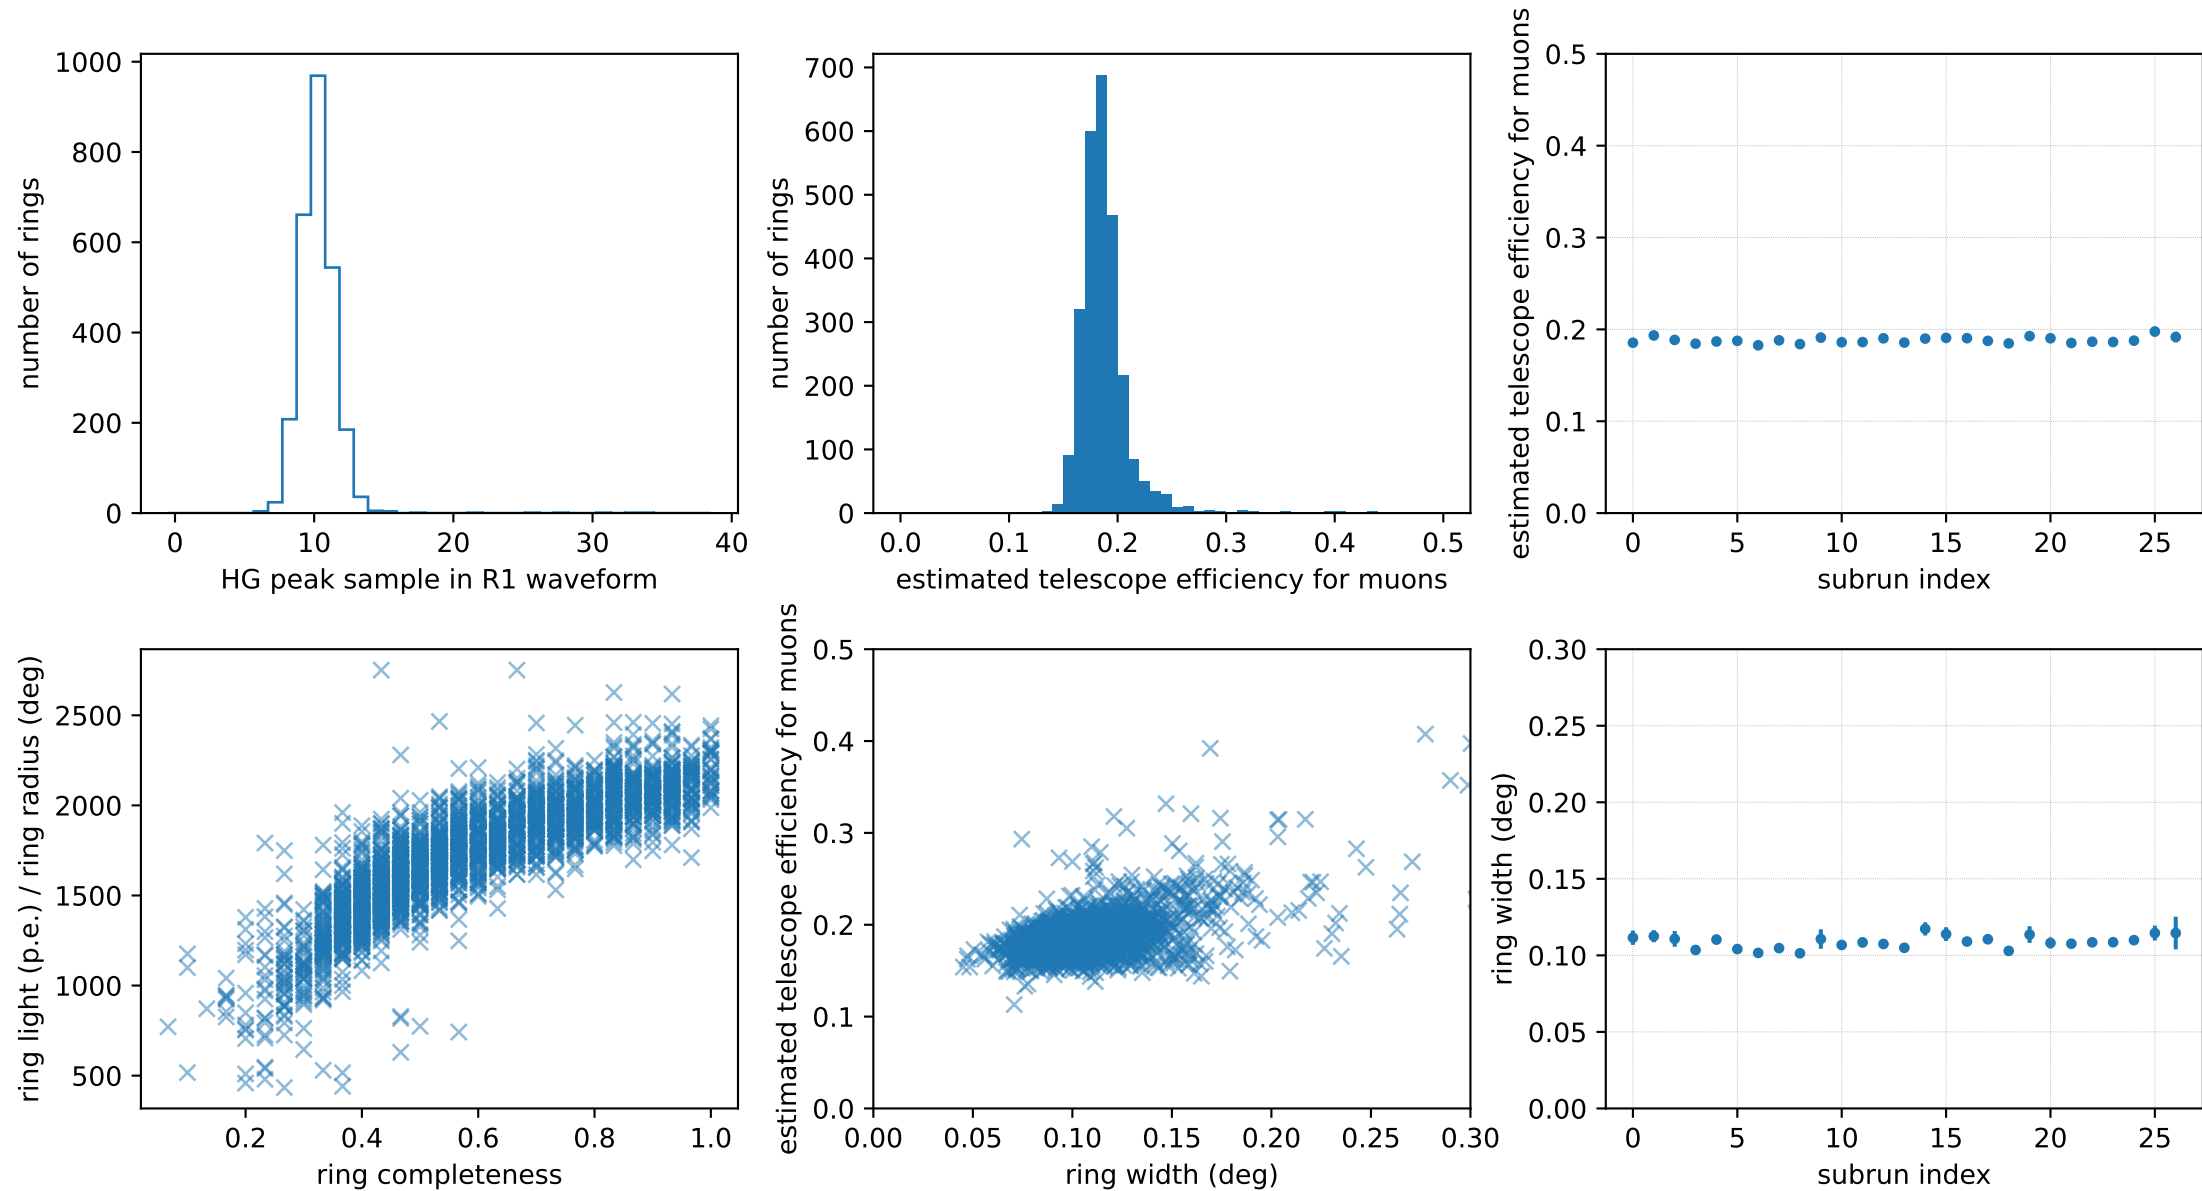 number of rings
1000
800
600
400
200
0
0 10 20 30 40
HG peak sample in R1 waveform
number of rings
700
600
500
400
300
200
100
0
0.0 0.1 0.2 0.3 0.4 0.5
estimated telescope efficiency for muons
estimated telescope efficiency for muons
0.5
0.4
0.3
0.2
0.1
0.0
0 5 10 15 20 25
subrun index
ring light (p.e.) / ring radius (deg)
2500
2000
1500
1000
500
0.2 0.4 0.6 0.8 1.0
ring completeness
estimated telescope efficiency for muons
0.5
0.4
0.3
0.2
0.1
0.0
0.00 0.05 0.10 0.15 0.20 0.25 0.30
ring width (deg)
ring width (deg)
0.30
0.25
0.20
0.15
0.10
0.05
0.00
0 5 10 15 20 25
subrun index